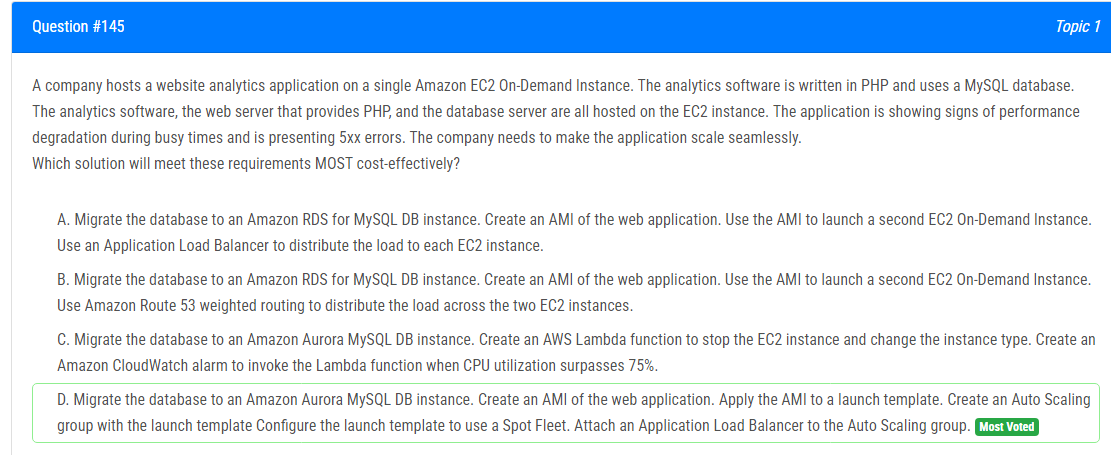 Question #145
Topic 1
A company hosts a website analytics application on a single Amazon EC2 On-Demand Instance. The analytics software is written in PHP and uses a MySQL database.
The analytics software, the web server that provides PHP, and the database server are all hosted on the EC2 instance. The application is showing signs of performance
degradation during busy times and is presenting 5xx errors. The company needs to make the application scale seamlessly.
Which solution will meet these requirements MOST cost-effectively?
A. Migrate the database to an Amazon RDS for MySQL DB instance. Create an AMI of the web application. Use the AMI to launch a second EC2 On-Demand Instance.
Use an Application Load Balancer to distribute the load to each EC2 instance.
B. Migrate the database to an Amazon RDS for MySQL DB instance. Create an AMI of the web application. Use the AMI to launch a second EC2 On-Demand Instance.
Use Amazon Route 53 weighted routing to distribute the load across the two EC2 instances.
C. Migrate the database to an Amazon Aurora MySQL DB instance. Create an AWS Lambda function to stop the EC2 instance and change the instance type. Create an
Amazon CloudWatch alarm to invoke the Lambda function when CPU utilization surpasses 75%.
D. Migrate the database to an Amazon Aurora MySQL DB instance. Create an AMI of the web application. Apply the AMI to a launch template. Create an Auto Scaling
group with the launch template Configure the launch template to use a Spot Fleet. Attach an Application Load Balancer to the Auto Scaling group. Most Voted